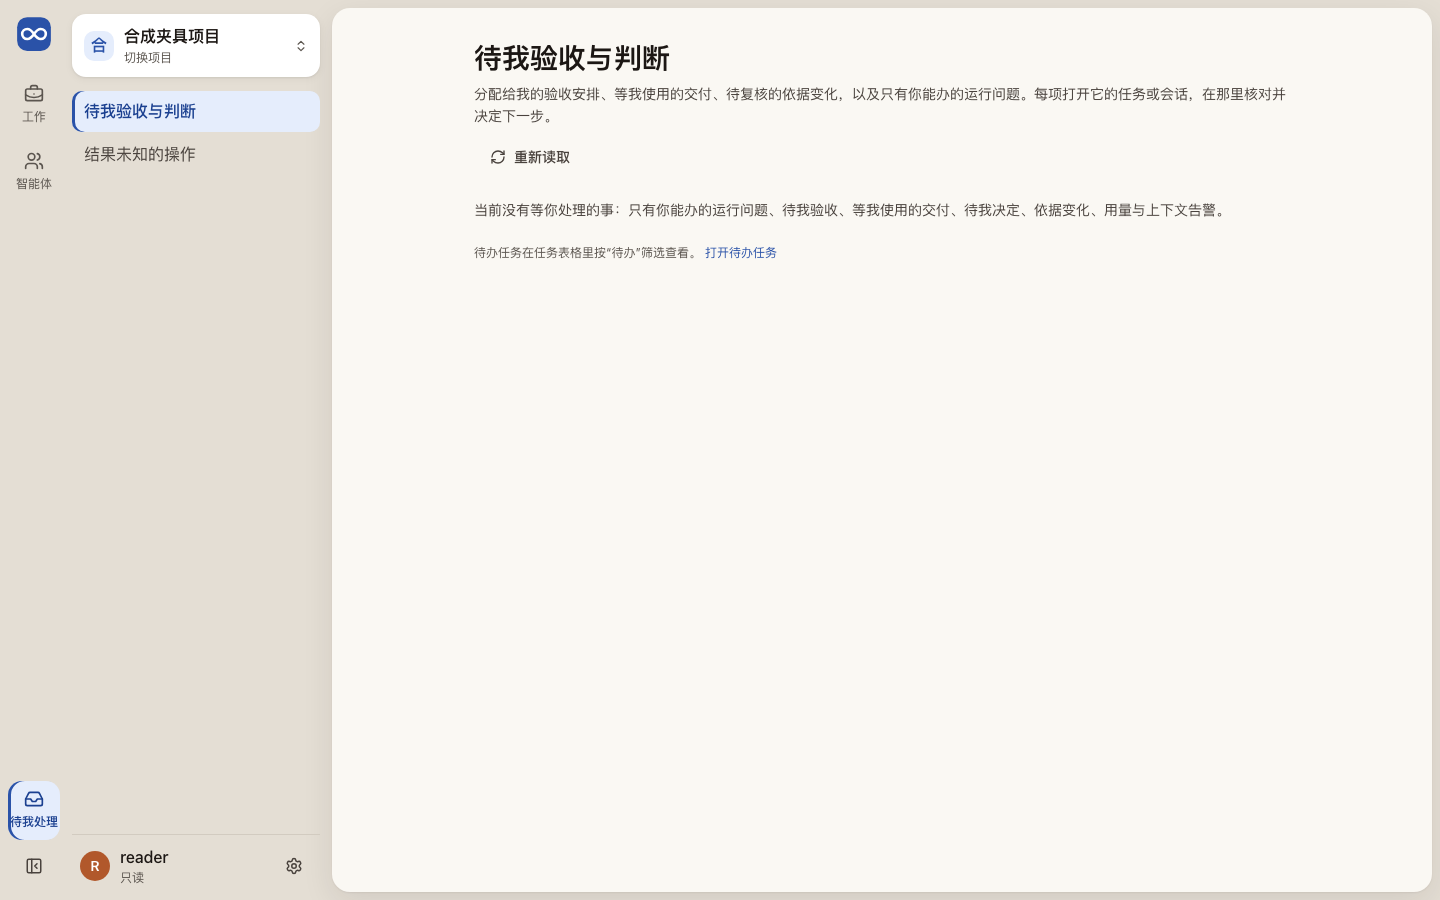 工作
智能体
待我处理
合
合成夹具项目
切换项目
待我验收与判断
结果未知的操作
R
reader
只读
待我验收与判断
分配给我的验收安排、等我使用的交付、待复核的依据变化，以及只有你能办的运行问题。每项打开它的任务或会话，在那里核对并
决定下一步。
重新读取
当前没有等你处理的事：只有你能办的运行问题、待我验收、等我使用的交付、待我决定、依据变化、用量与上下文告警。
待办任务在任务表格里按“待办”筛选查看。 打开待办任务